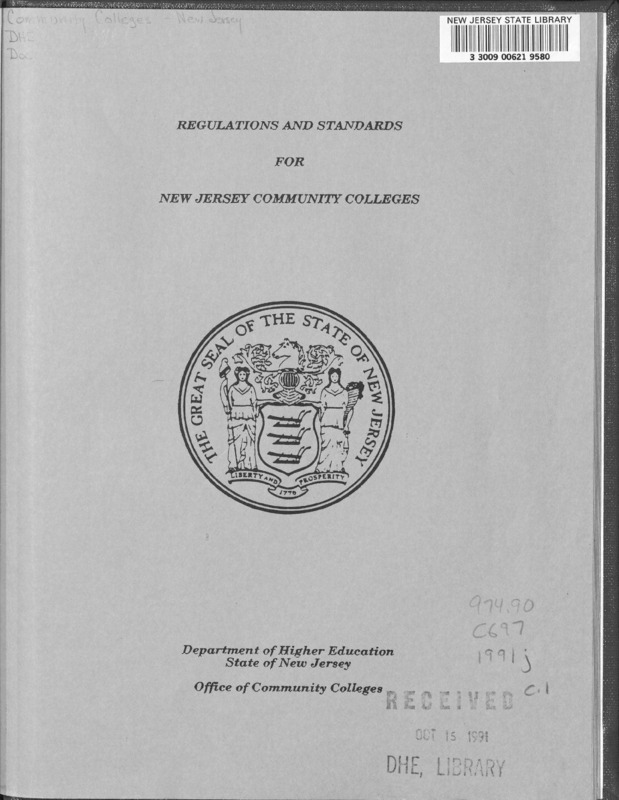 Community Colleges - New Jersey
DHE
NEW JERSEY STATE LIBRARY
3 3009 00621 9580
REGULATIONS AND STANDARDS
FOR
NEW JERSEY COMMUNITY COLLEGES
THE GREAT SEAL OF THE STATE OF NEW JERSEY
LIBERTY AND PROSPERITY
1776
974.90
C697
1991j
c.1
Department of Higher Education
State of New Jersey
Office of Community Colleges
RECEIVED
OCT 15 1991
DHE, LIBRARY